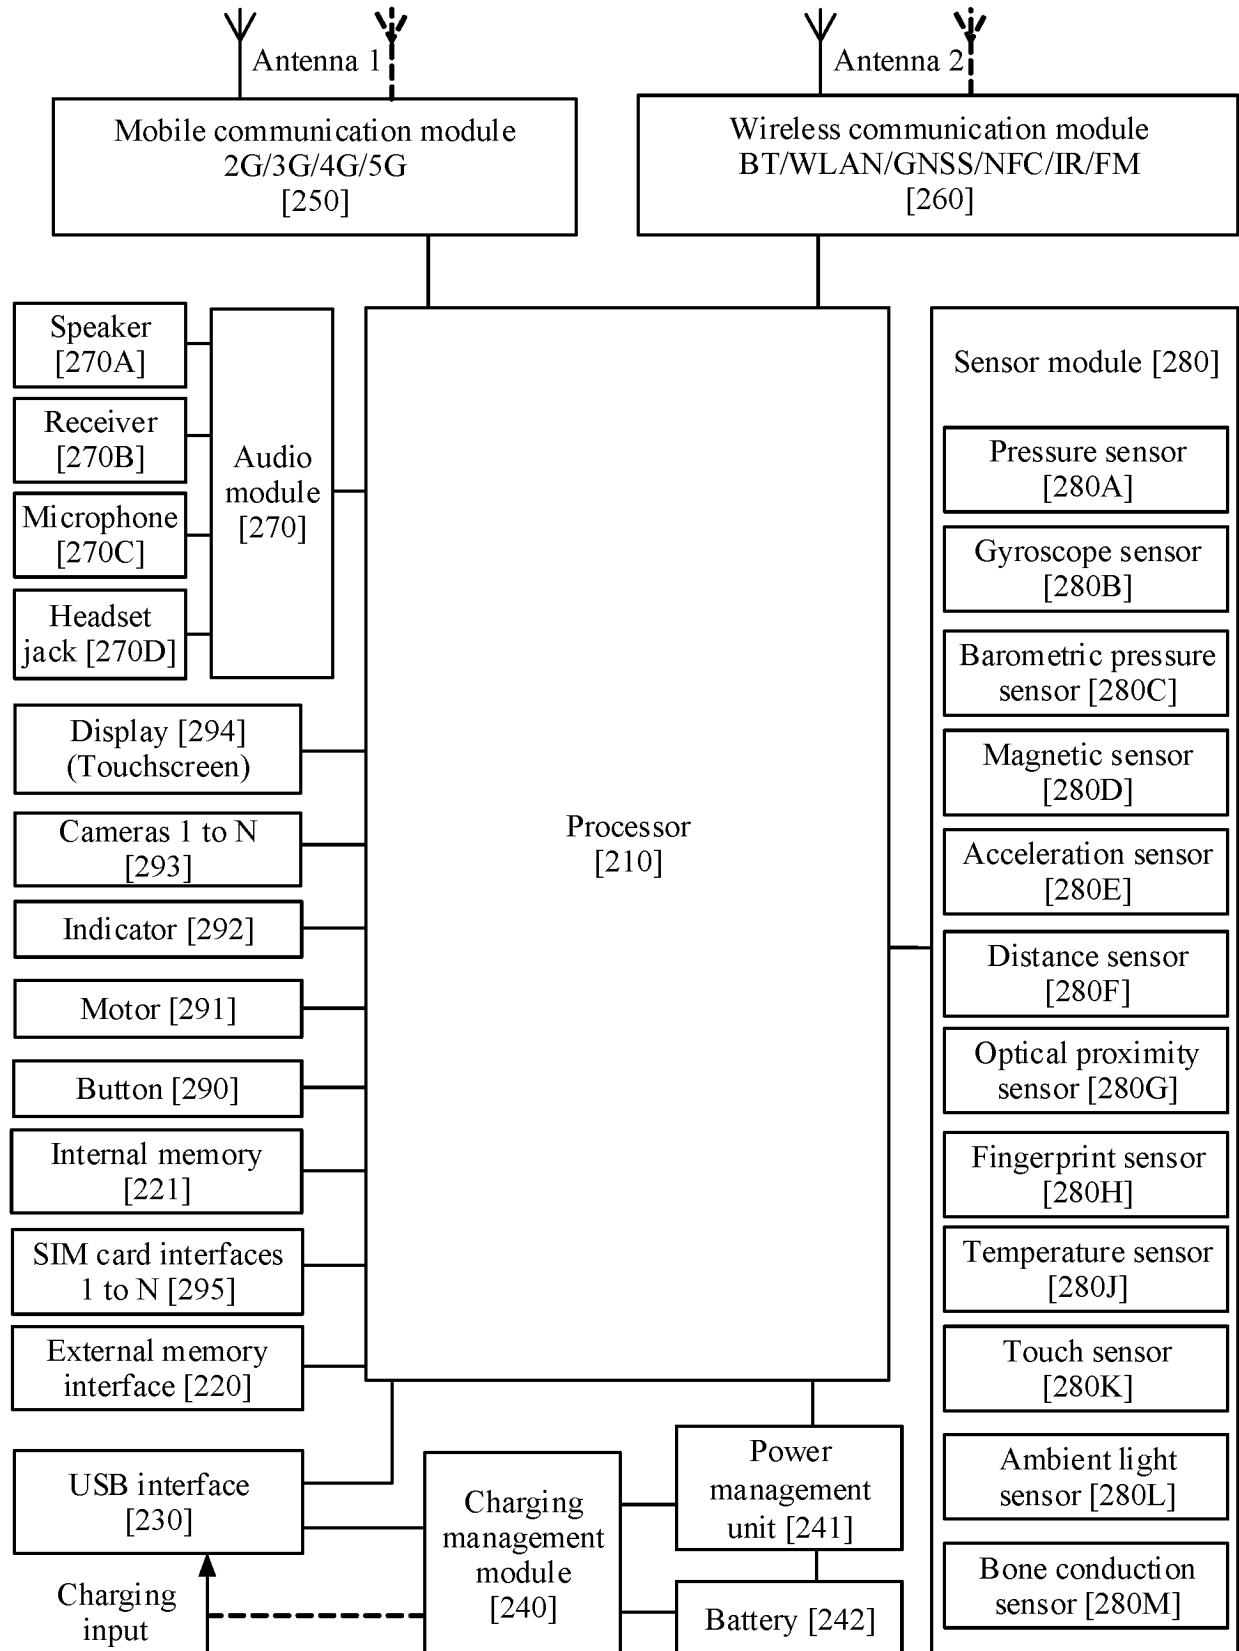 Antenna 1
Antenna 2
Mobile communication module
2G/3G/4G/5G
[250]
Wireless communication module
BT/WLAN/GNSS/NFC/IR/FM
[260]
Speaker
[270A]
Receiver
[270B]
Microphone
[270C]
Headset
jack [270D]
Audio
module
[270]
Display [294]
(Touchscreen)
Cameras 1 to N
[293]
Indicator [292]
Motor [291]
Button [290]
Internal memory
[221]
SIM card interfaces
1 to N [295]
External memory
interface [220]
USB interface
[230]
Charging
input
Processor
[210]
Charging
management
module
[240]
Power
management
unit [241]
Battery [242]
Sensor module [280]
Pressure sensor
[280A]
Gyroscope sensor
[280B]
Barometric pressure
sensor [280C]
Magnetic sensor
[280D]
Acceleration sensor
[280E]
Distance sensor
[280F]
Optical proximity
sensor [280G]
Fingerprint sensor
[280H]
Temperature sensor
[280J]
Touch sensor
[280K]
Ambient light
sensor [280L]
Bone conduction
sensor [280M]